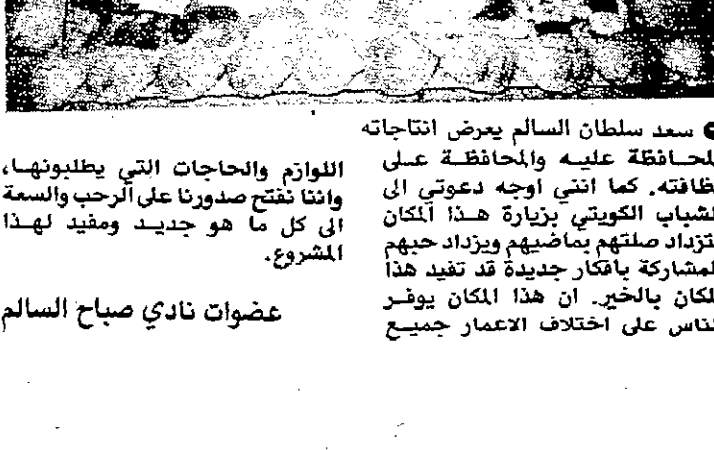 سعد سلطان السالم يعرض انتاجاته
للمحافظة عليه والمحافظة على
نظافته. كما انني اوجه دعوتي الى
الشباب الكويتي بزيارة هذا المكان
لتزداد صلتهم بماضيهم ويزداد حبهم
للمشاركة بافكار جديدة قد تفيد هذا
المكان بالخير. ان هذا المكان يوفر
للناس على اختلاف الاعمار جميع
اللوازم والحاجات التي يطلبونها،
واننا نفتح صدورنا على الرحب والسعة
الى كل ما هو جديد ومفيد لهذا
المشروع.
عضوات نادي صباح السالم